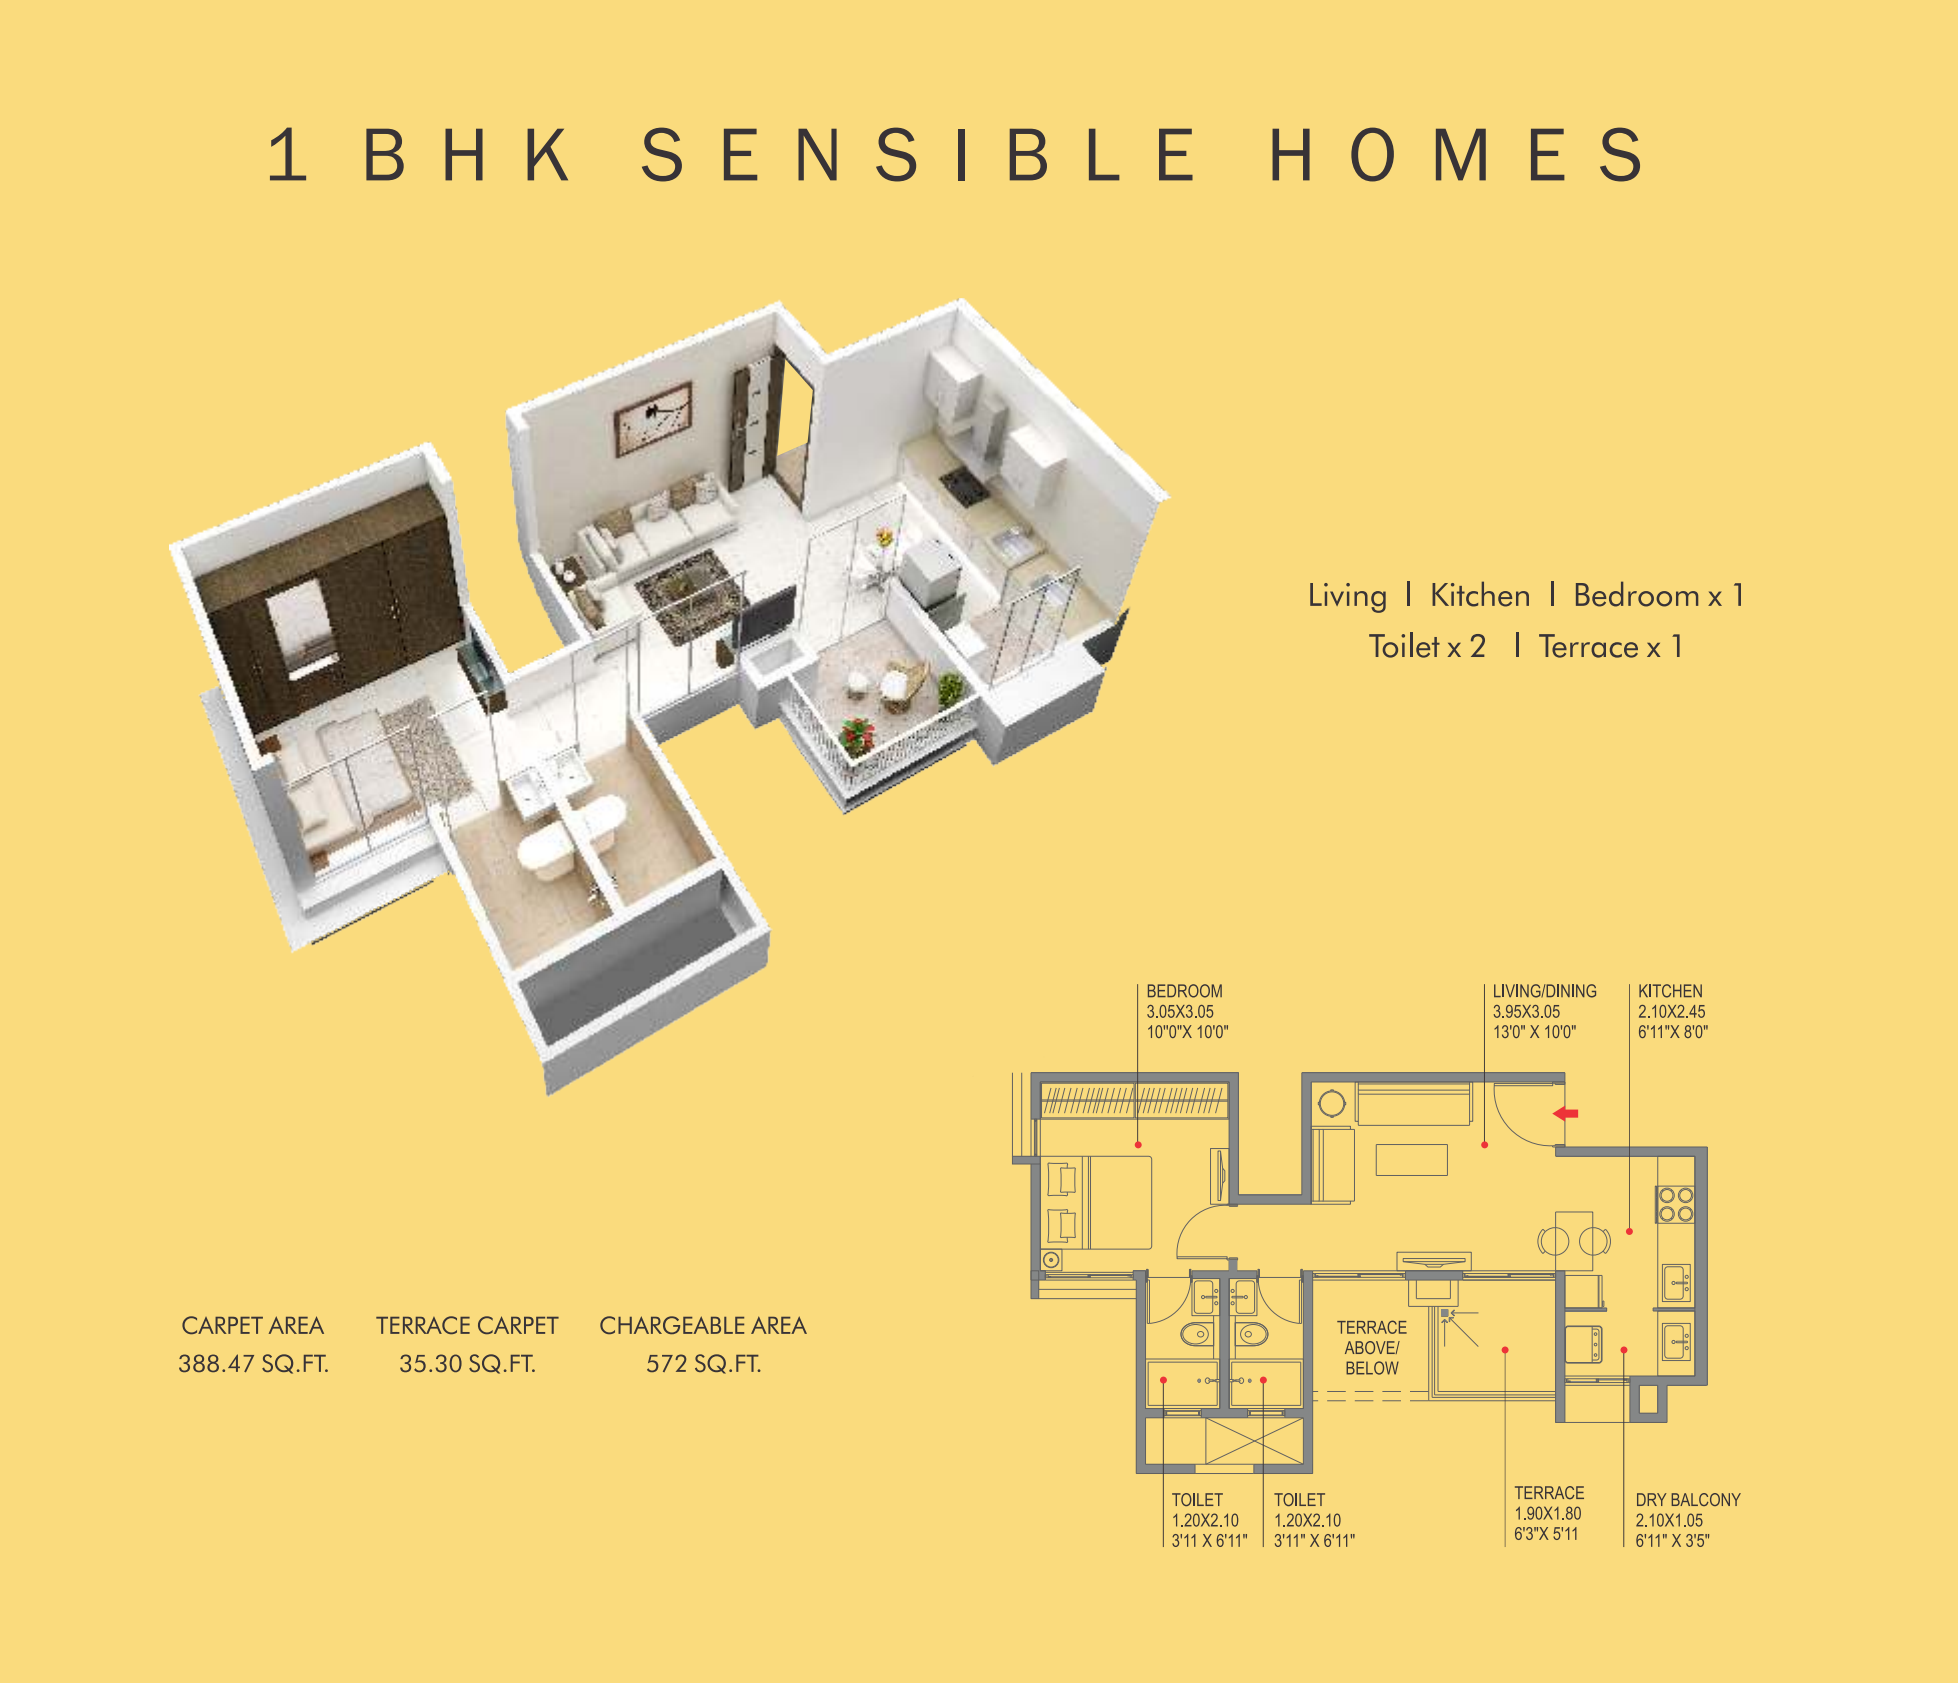 1 BHK SENSIBLE HOMES
Living | Kitchen | Bedroom x 1
Toilet x 2 | Terrace x 1
BEDROOM
3.05X3.05
10"0"X 10'0"
LIVING/DINING
3.95X3.05
13'0" X 10'0"
KITCHEN
2.10X2.45
6'11"X 8'0"
TERRACE
ABOVE/
BELOW
CARPET AREA
388.47 SQ.FT.
TERRACE CARPET
35.30 SQ.FT.
CHARGEABLE AREA
572 SQ.FT.
TOILET
1.20X2.10
3'11 X 6'11"
TOILET
1.20X2.10
3'11" X 6'11"
TERRACE
1.90X1.80
6'3"X 5'11
DRY BALCONY
2.10X1.05
6'11" X 3'5"